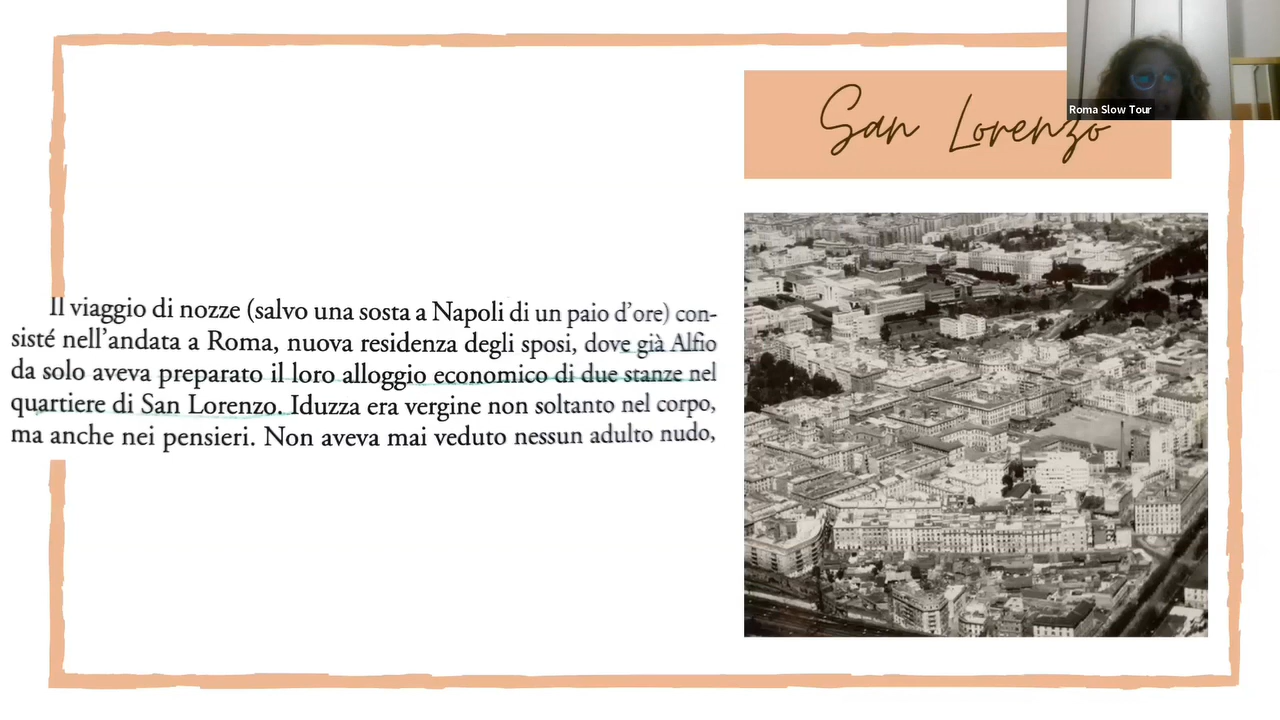 San Lorenzo
Roma Slow Tour
Il viaggio di nozze (salvo una sosta a Napoli di un paio d'ore) con-
sisté nell'andata a Roma, nuova residenza degli sposi, dove già Alfio
da solo aveva preparato il loro alloggio economico di due stanze nel
quartiere di San Lorenzo. Iduzza era vergine non soltanto nel corpo,
ma anche nei pensieri. Non aveva mai veduto nessun adulto nudo,